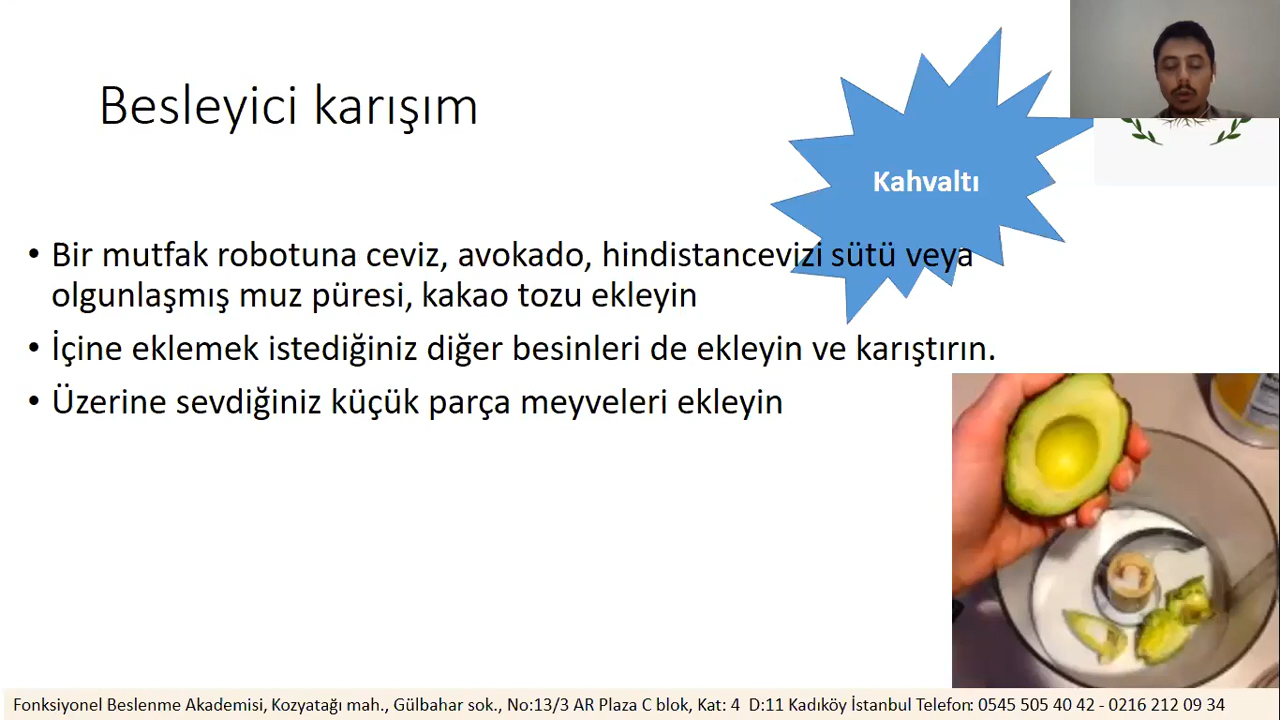 Besleyici karışım
Kahvaltı
• Bir mutfak robotuna ceviz, avokado, hindistancevizi sütü veya
olgunlaşmış muz püresi, kakao tozu ekleyin
• İçine eklemek istediğiniz diğer besinleri de ekleyin ve karıştırın.
• Üzerine sevdiğiniz küçük parça meyveleri ekleyin
Fonksiyonel Beslenme Akademisi, Kozyatağı mah., Gülbahar sok., No:13/3 AR Plaza C blok, Kat: 4 D:11 Kadıköy İstanbul Telefon: 0545 505 40 42 - 0216 212 09 34